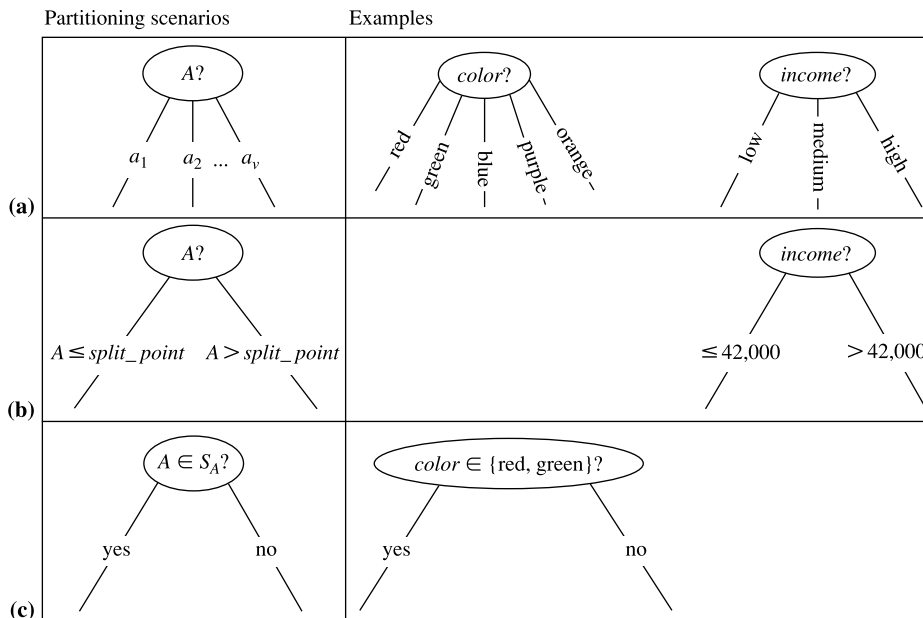 Partitioning scenarios Examples
A? color? income?
a1 a2 ... av red green blue purple orange low medium high
(a)
A? income?
A ≤ split_point A > split_point ≤ 42,000 > 42,000
(b)
A ∈ SA? color ∈ {red, green}?
yes no yes no
(c)